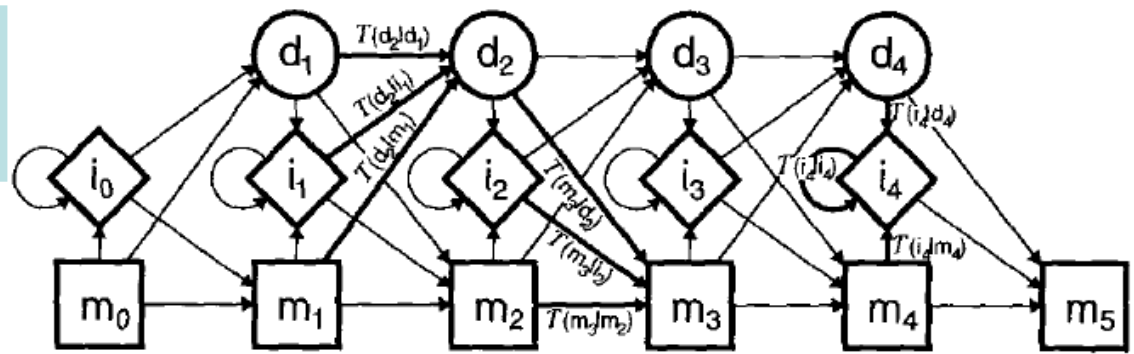 d₁ T(d₂|d₁) d₂ d₃ d₄
T(d₂|i₁)
T(d₂|m₁)
T(i₄|d₄)
i₀ i₁ i₂ i₃ T(i₄|i₄) i₄
T(m₃|d₂)
T(m₃|i₂)
T(i₄|m₄)
m₀ m₁ m₂ T(m₃|m₂) m₃ m₄ m₅